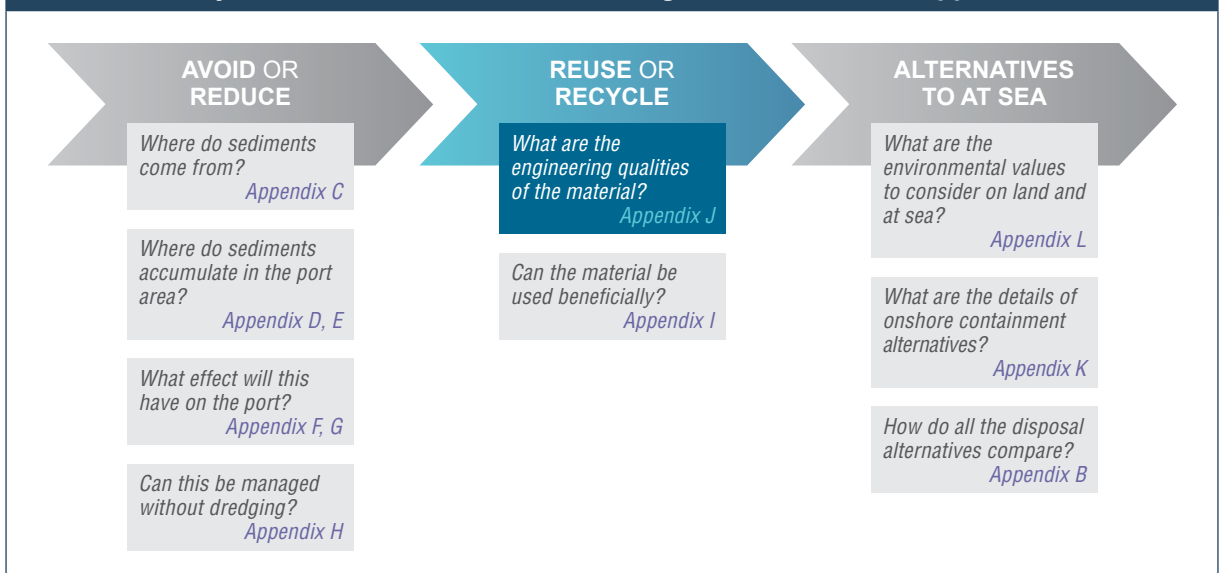 AVOID OR
REDUCE
Where do sediments
come from?
Appendix C
Where do sediments
accumulate in the port
area?
Appendix D, E
What effect will this
have on the port?
Appendix F, G
Can this be managed
without dredging?
Appendix H
REUSE OR
RECYCLE
What are the
engineering qualities
of the material?
Appendix J
Can the material be
used beneficially?
Appendix I
ALTERNATIVES
TO AT SEA
What are the
environmental values
to consider on land and
at sea?
Appendix L
What are the details of
onshore containment
alternatives?
Appendix K
How do all the disposal
alternatives compare?
Appendix B